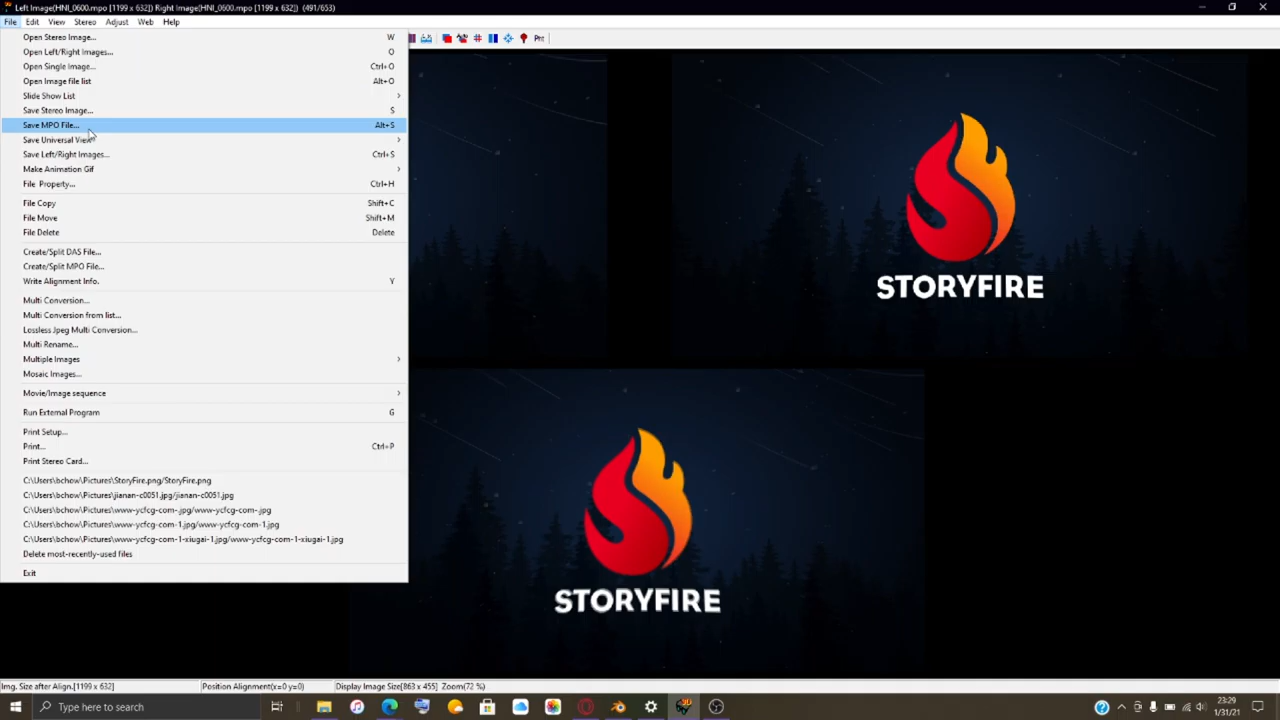 Left Image(HNI_0600.mpo [1199 x 632]) Right Image(HNI_0600.mpo [1199 x 632]) (491/653)
File Edit View Stereo Adjust Web Help
Open Stereo Image... W
Open Left/Right Images... O
Open Single Image... Ctrl+O
Open Image file list Alt+O
Slide Show List
Save Stereo Image... S
Save MPO File... Alt+S
Save Universal View
Save Left/Right Images... Ctrl+S
Make Animation Gif
File Property... Ctrl+H
File Copy Shift+C
File Move Shift+M
File Delete Delete
Create/Split DAS File...
Create/Split MPO File...
Write Alignment Info. Y
Multi Conversion...
Multi Conversion from list...
Lossless Jpeg Multi Conversion...
Multi Rename...
Multiple Images
Mosaic Images...
Movie/Image sequence
Run External Program G
Print Setup...
Print... Ctrl+P
Print Stereo Card...
C:\Users\bchow\Pictures\StoryFire.png/StoryFire.png
C:\Users\bchow\Pictures\jianan-c0051.jpg/jianan-c0051.jpg
C:\Users\bchow\Pictures\www-ycfcg-com-.jpg/www-ycfcg-com-.jpg
C:\Users\bchow\Pictures\www-ycfcg-com-1.jpg/www-ycfcg-com-1.jpg
C:\Users\bchow\Pictures\www-ycfcg-com-1-xiugai-1.jpg/www-ycfcg-com-1-xiugai-1.jpg
Delete most-recently-used files
Exit
STORYFIRE
STORYFIRE
Img. Size after Align.[1199 x 632] Position Alignment(x=0 y=0) Display Image Size[863 x 455] Zoom(72 %)
Type here to search
23:29
1/31/21